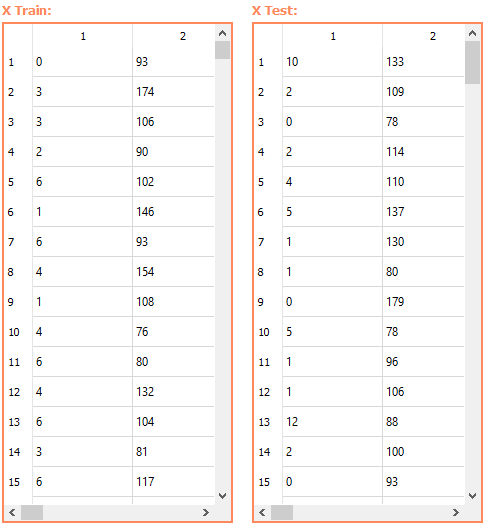 X Train: X Test:
1 2 1 2
1 0 93 1 10 133
2 3 174 2 2 109
3 3 106 3 0 78
4 2 90 4 2 114
5 6 102 5 4 110
6 1 146 6 5 137
7 6 93 7 1 130
8 4 154 8 1 80
9 1 108 9 0 179
10 4 76 10 5 78
11 6 80 11 1 96
12 4 132 12 1 106
13 6 104 13 12 88
14 3 81 14 2 100
15 6 117 15 0 93